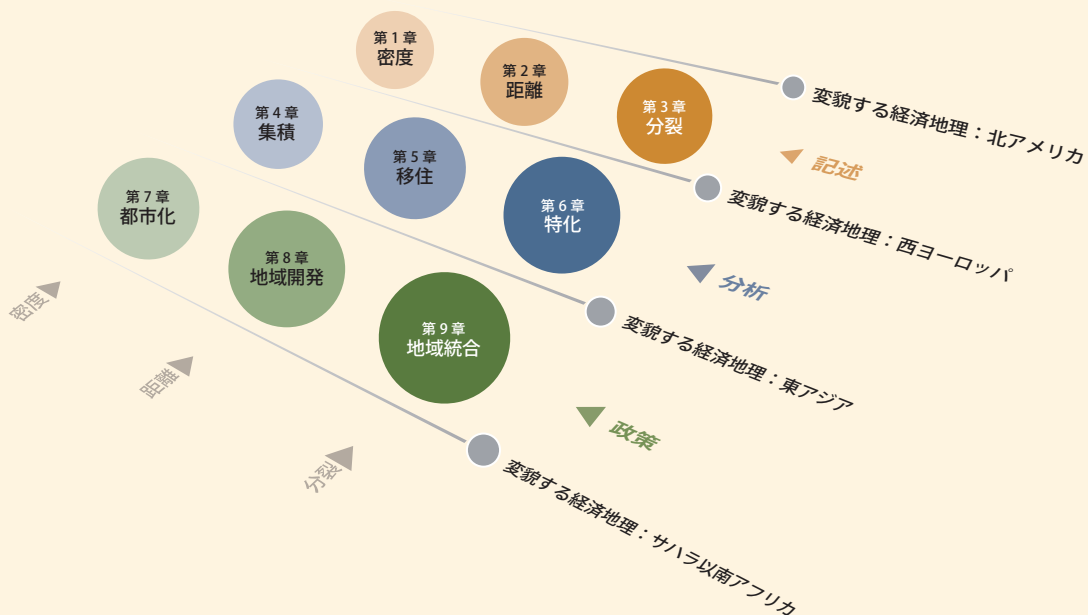 第 1 章
密度
第 2 章
距離
第 3 章
分裂
変貌する経済地理：北アメリカ
記述
第 4 章
集積
第 5 章
移住
第 6 章
特化
変貌する経済地理：西ヨーロッパ
分析
第 7 章
都市化
第 8 章
地域開発
第 9 章
地域統合
変貌する経済地理：東アジア
政策
変貌する経済地理：サハラ以南アフリカ
密度
距離
分裂